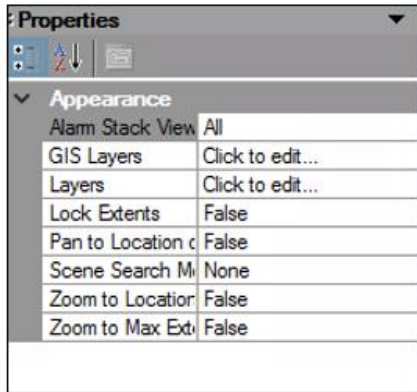 Properties
Appearance
Alarm Stack View All
GIS Layers Click to edit...
Layers Click to edit...
Lock Extents False
Pan to Location False
Scene Search None
Zoom to Location False
Zoom to Max False